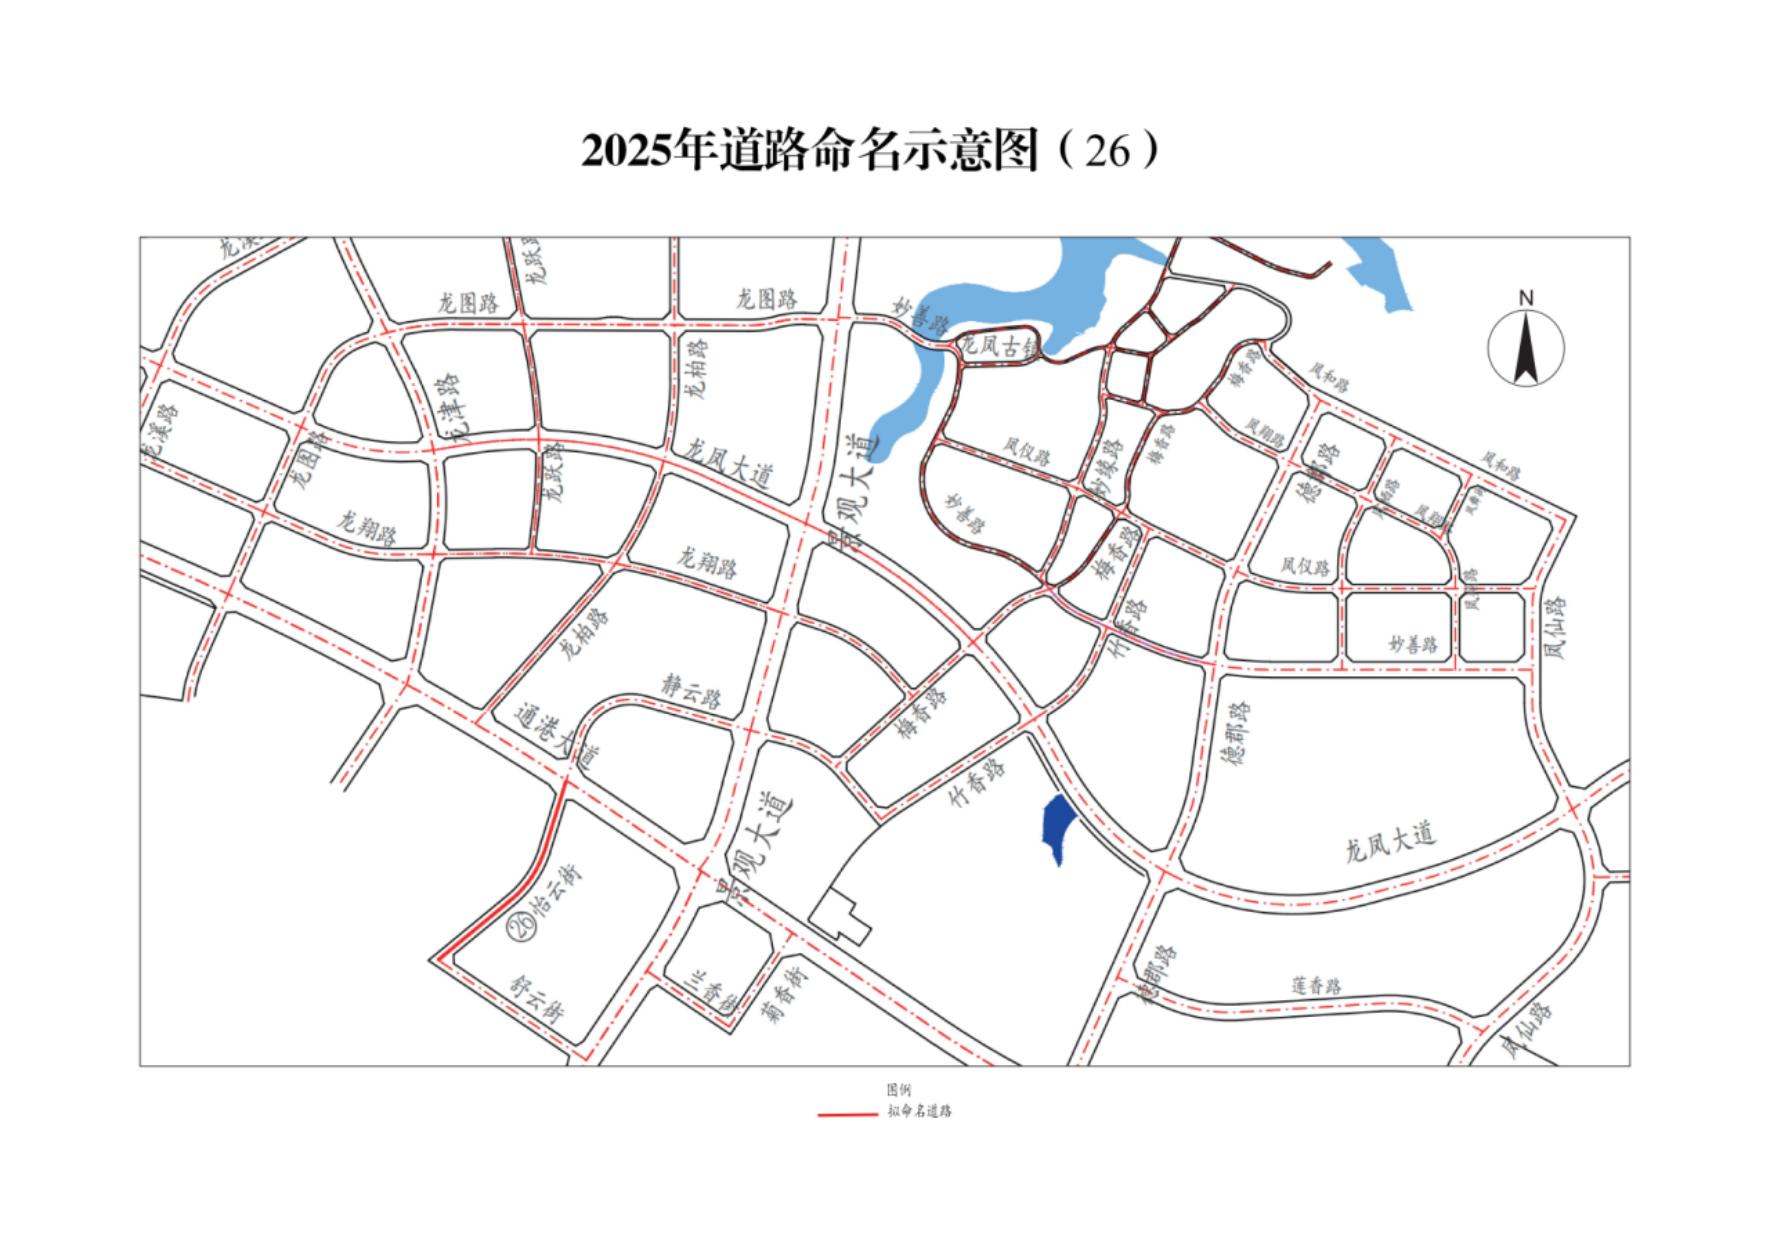 2025年道路命名示意图（26）
N
龙跃
龙图路
龙图路
妙善路
龙凤古镇
龙柏路
梅香路
凤和路
龙津路
龙溪路
龙图路
龙跃路
龙凤大道
景观大道
凤仪路
妙缘路
梅香路
凤翔路
德郡路
凤和路
妙善路
凤翔路
龙翔路
龙翔路
梅香路
凤仪路
龙柏路
竹香路
妙善路
凤仙路
静云路
通港大道
梅香路
德郡路
竹香路
景观大道
龙凤大道
26怡云街
舒云街
兰香街
菊香街
德郡路
莲香路
凤仙路
图例
拟命名道路